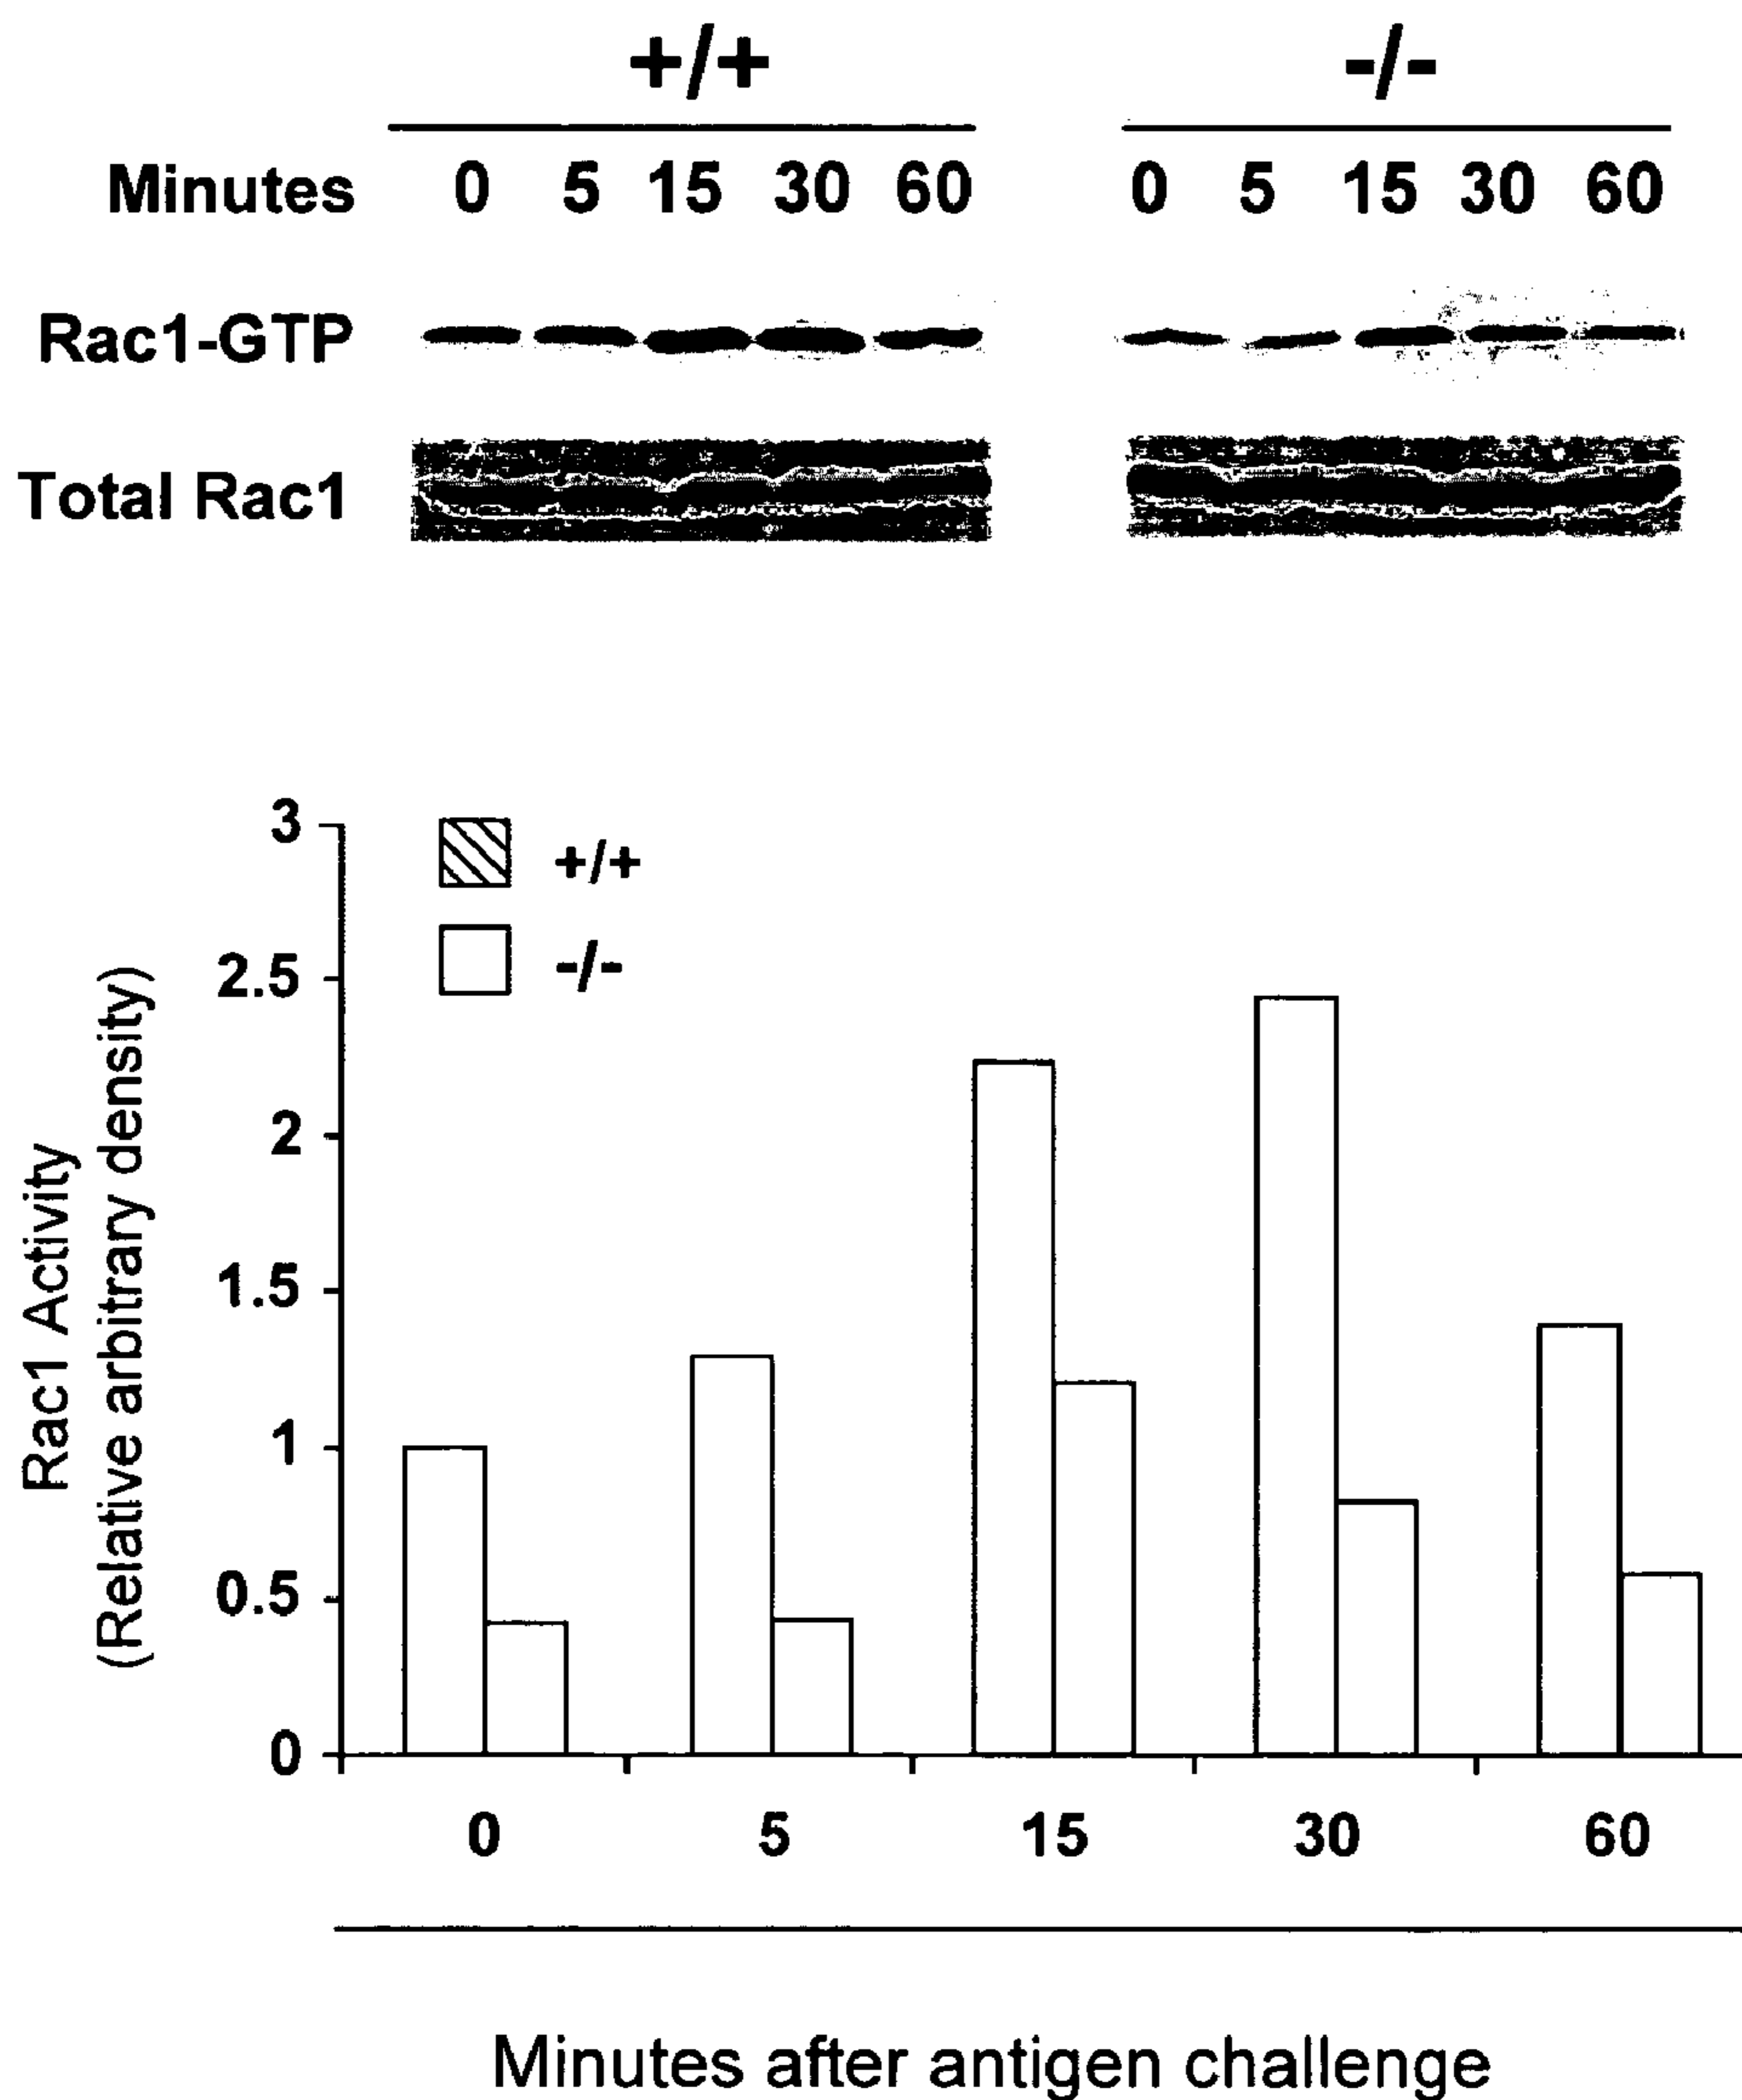 +/+ -/-
Minutes 0 5 15 30 60 0 5 15 30 60
Rac1-GTP
Total Rac1
3
2.5
2
1.5
1
0.5
0
+/+
-/-
Rac1 Activity
(Relative arbitrary density)
0 5 15 30 60
Minutes after antigen challenge